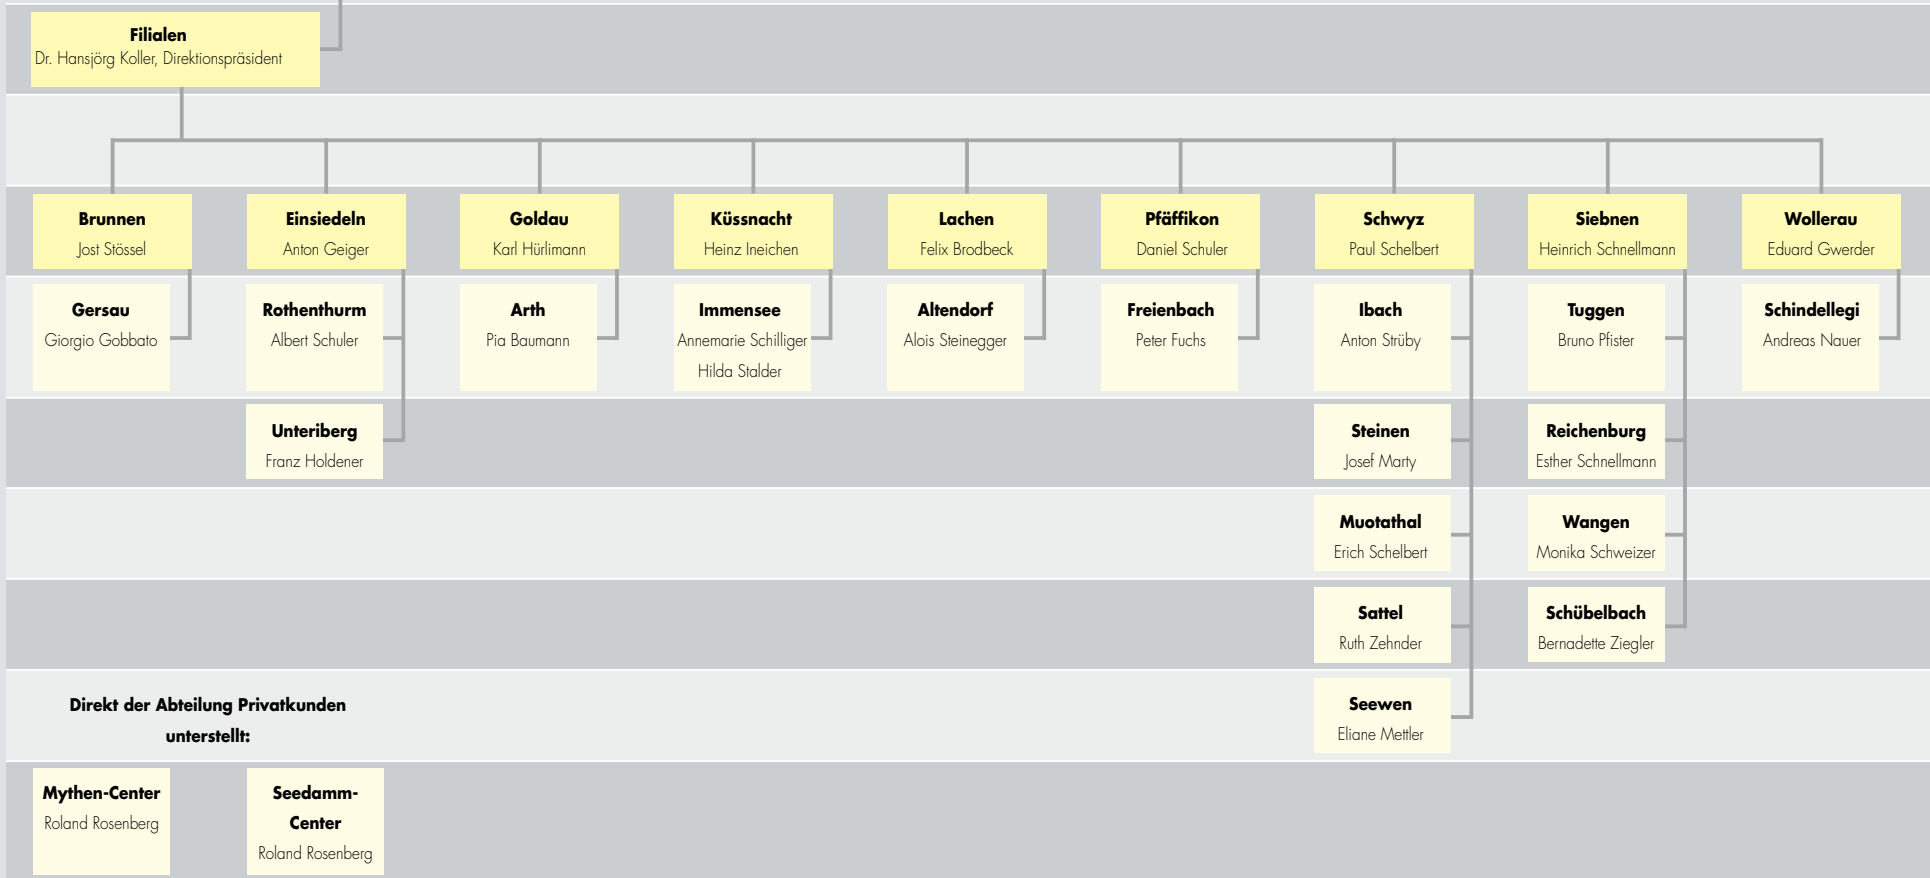 Filialen
Dr. Hansjörg Koller, Direktionspräsident
Brunnen
Jost Stössel
Einsiedeln
Anton Geiger
Goldau
Karl Hürlimann
Küssnacht
Heinz Ineichen
Lachen
Felix Brodbeck
Pfäffikon
Daniel Schuler
Schwyz
Paul Schelbert
Siebnen
Heinrich Schnellmann
Wollerau
Eduard Gwerder
Gersau
Giorgio Gobbato
Rothenthurm
Albert Schuler
Arth
Pia Baumann
Immensee
Annemarie Schilliger
Hilda Stalder
Altendorf
Alois Steinegger
Freienbach
Peter Fuchs
Ibach
Anton Strüby
Tuggen
Bruno Pfister
Schindellegi
Andreas Nauer
Unteriberg
Franz Holdener
Steinen
Josef Marty
Reichenburg
Esther Schnellmann
Muotathal
Erich Schelbert
Wangen
Monika Schweizer
Sattel
Ruth Zehnder
Schübelbach
Bernadette Ziegler
Seewen
Eliane Mettler
Direkt der Abteilung Privatkunden
unterstellt:
Mythen-Center
Roland Rosenberg
Seedamm-
Center
Roland Rosenberg